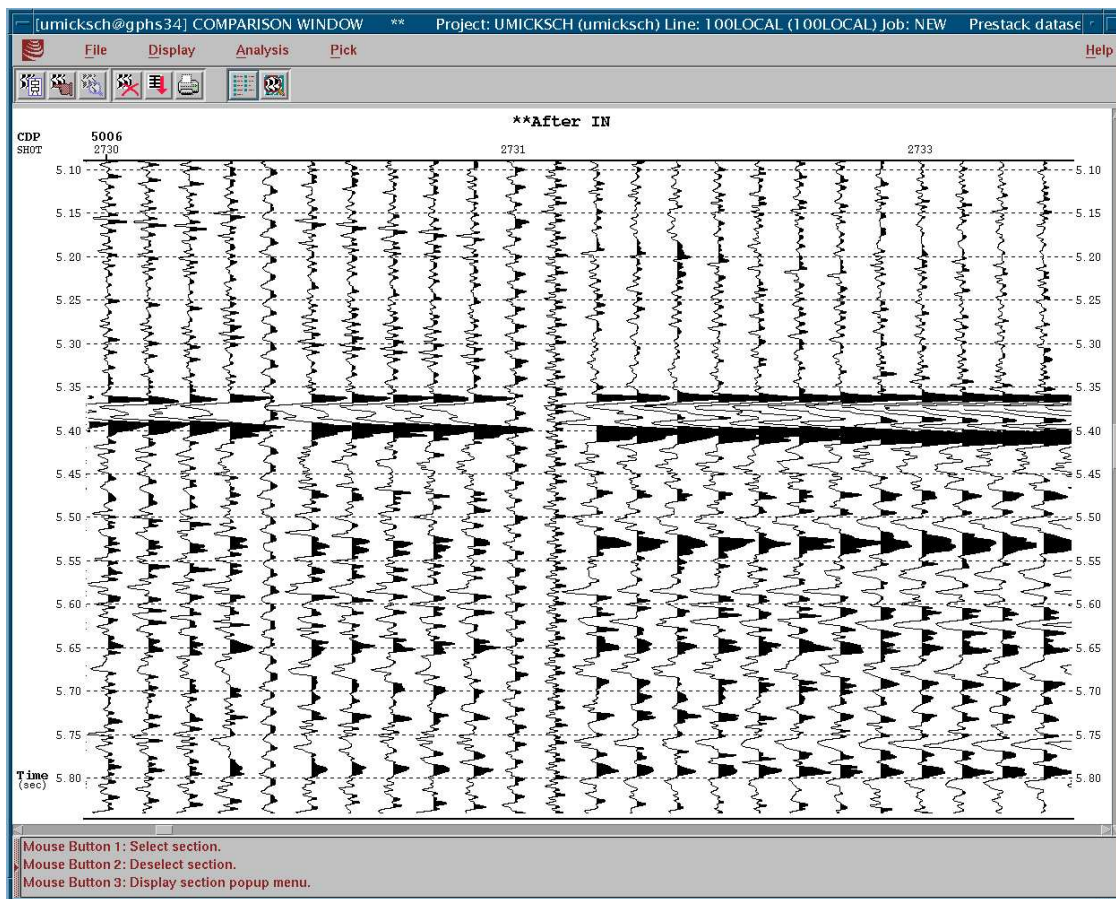 [umicksch@gphs34] COMPARISON WINDOW ** Project: UMICKSCH (umicksch) Line: 100LOCAL (100LOCAL) Job: NEW Prestack datase
File Display Analysis Pick Help
**After IN
CDP 5006
SHOT 2730 2731 2733
5.10 5.10
5.15 5.15
5.20 5.20
5.25 5.25
5.30 5.30
5.35 5.35
5.40 5.40
5.45 5.45
5.50 5.50
5.55 5.55
5.60 5.60
5.65 5.65
5.70 5.70
5.75 5.75
Time 5.80 5.80
(sec)
Mouse Button 1: Select section.
Mouse Button 2: Deselect section.
Mouse Button 3: Display section popup menu.